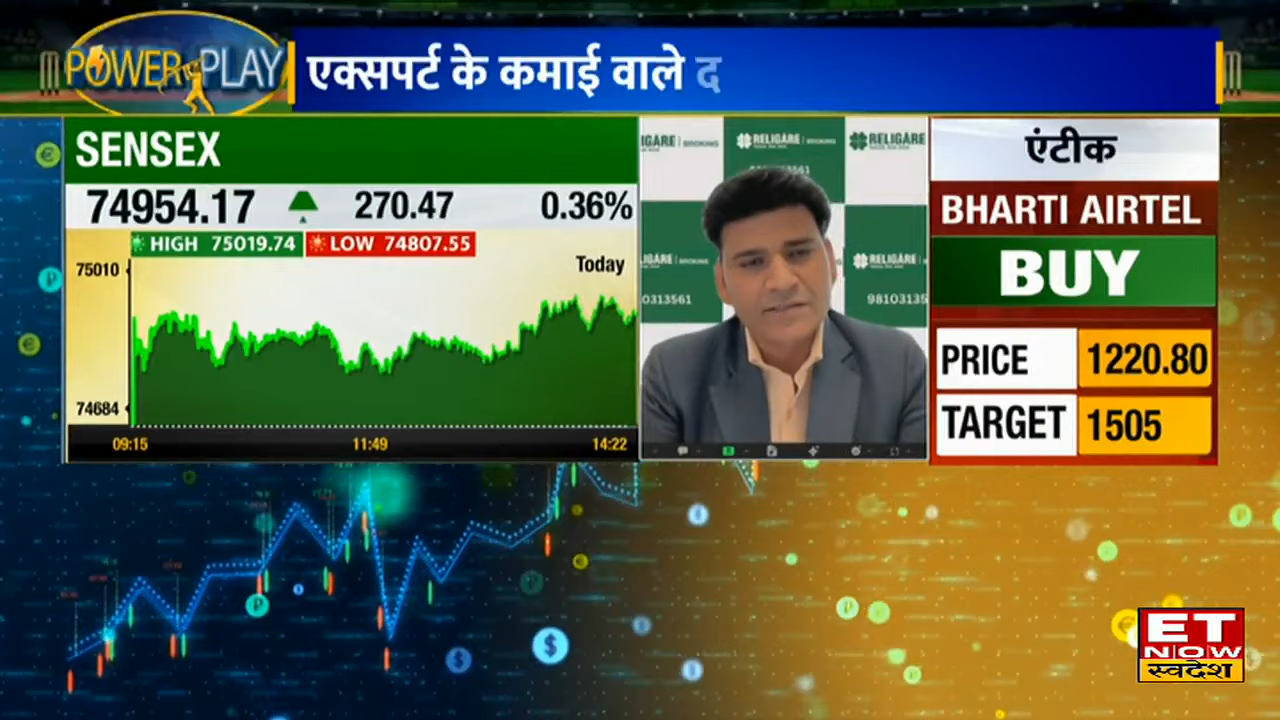 POWER PLAY
एक्सपर्ट के कमाई वाले द
SENSEX
74954.17 270.47 0.36%
HIGH 75019.74 LOW 74807.55
Today
75010
74684
09:15 11:49 14:22
RELIGARE BROKING
RELIGARE
RELIGARE
9810313561
एंटीक
BHARTI AIRTEL
BUY
PRICE 1220.80
TARGET 1505
ET
NOW
स्वदेश